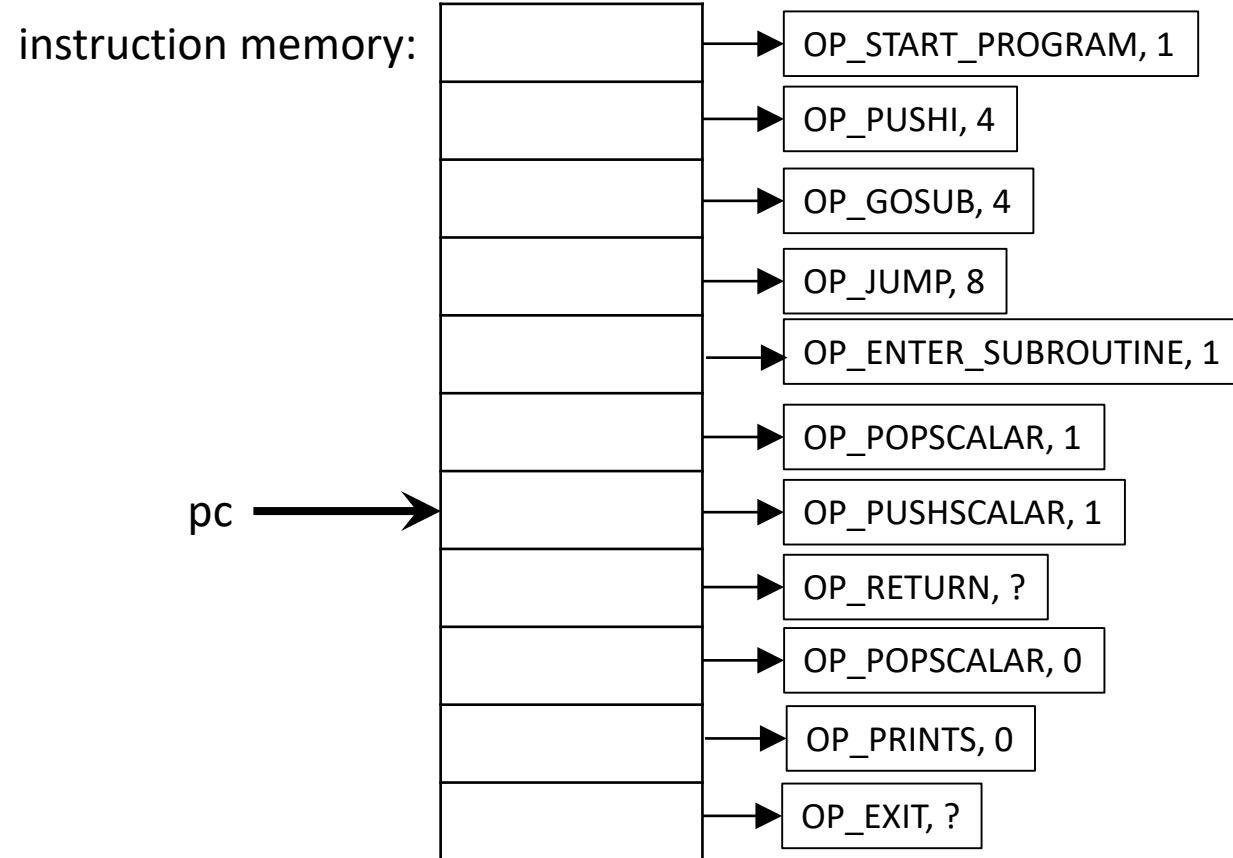 instruction memory:
OP_START_PROGRAM, 1
OP_PUSHI, 4
OP_GOSUB, 4
OP_JUMP, 8
OP_ENTER_SUBROUTINE, 1
OP_POPSCALAR, 1
pc
OP_PUSHSCALAR, 1
OP_RETURN, ?
OP_POPSCALAR, 0
OP_PRINTS, 0
OP_EXIT, ?